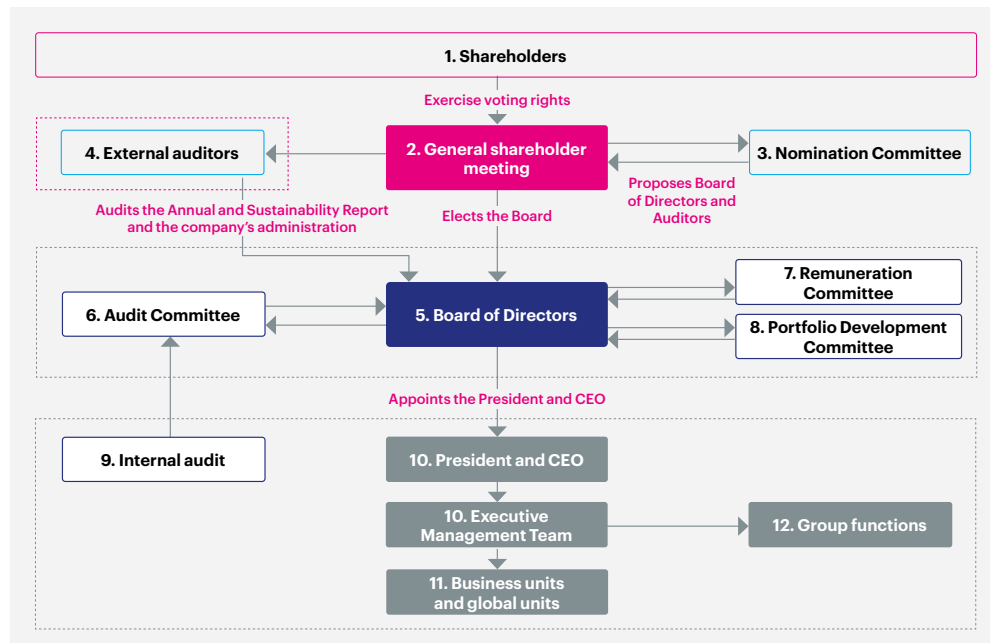 1. Shareholders
Exercise voting rights
4. External auditors
2. General shareholder
meeting
3. Nomination Committee
Proposes Board
of Directors and
Auditors
Audits the Annual and Sustainability Report
and the company's administration
Elects the Board
6. Audit Committee
5. Board of Directors
7. Remuneration
Committee
8. Portfolio Development
Committee
Appoints the President and CEO
9. Internal audit
10. President and CEO
10. Executive
Management Team
12. Group functions
11. Business units
and global units